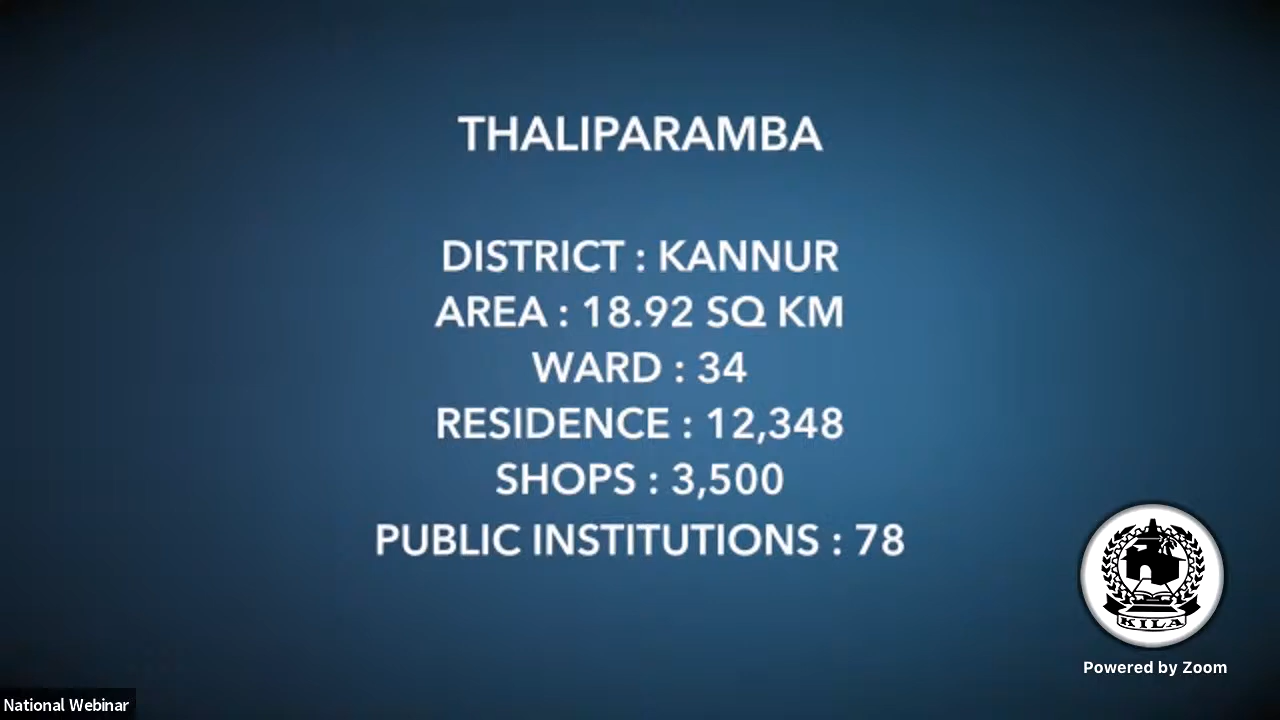 THALIPARAMBA
DISTRICT : KANNUR
AREA : 18.92 SQ KM
WARD : 34
RESIDENCE : 12,348
SHOPS : 3,500
PUBLIC INSTITUTIONS : 78
KILA
Powered by Zoom
National Webinar